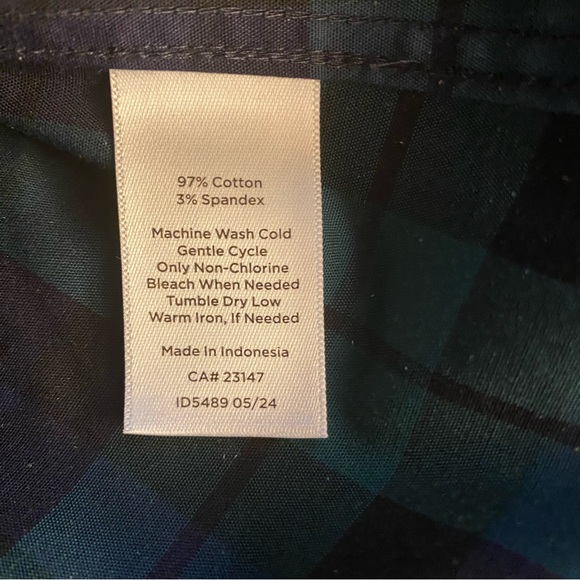 97% Cotton
3% Spandex
Machine Wash Cold
Gentle Cycle
Only Non-Chlorine
Bleach When Needed
Tumble Dry Low
Warm Iron, If Needed
Made In Indonesia
CA# 23147
ID5489 05/24